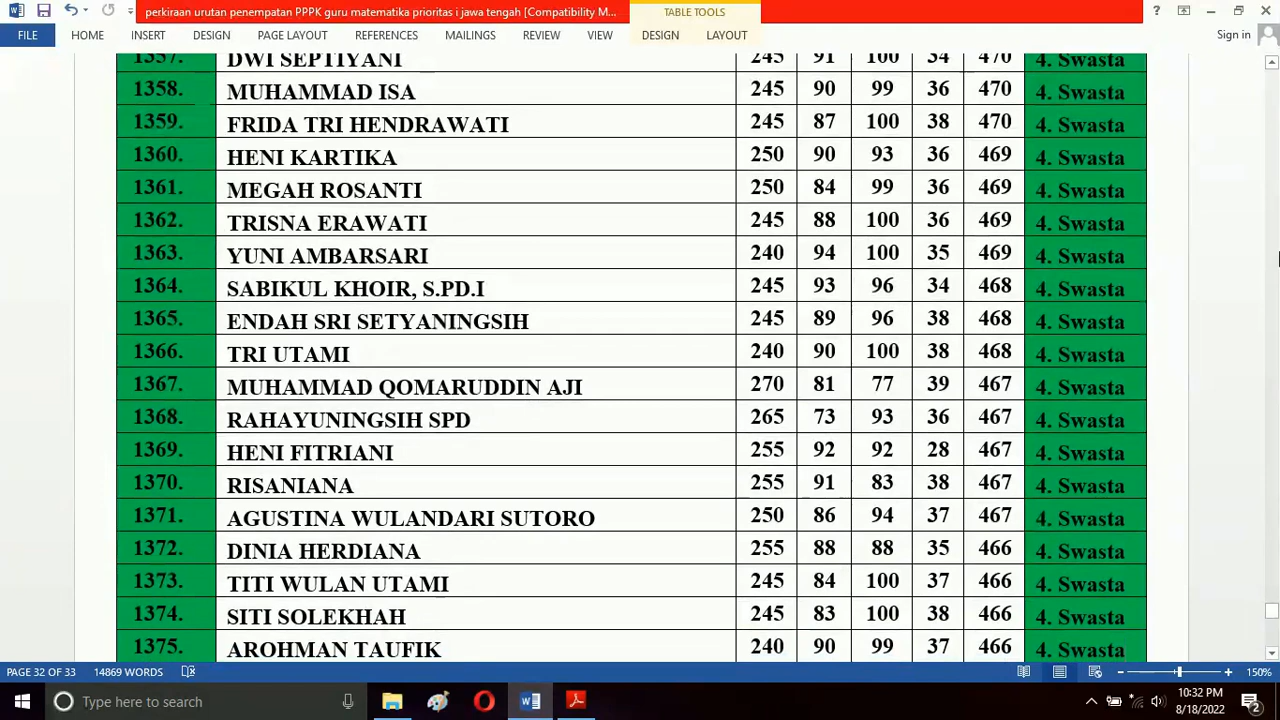 perkiraan urutan penempatan PPPK guru matematika prioritas i jawa tengah [Compatibility M...
TABLE TOOLS
FILE HOME INSERT DESIGN PAGE LAYOUT REFERENCES MAILINGS REVIEW VIEW DESIGN LAYOUT Sign in
1357. DWI SEPTIYANI 245 91 100 34 470 4. Swasta
1358. MUHAMMAD ISA 245 90 99 36 470 4. Swasta
1359. FRIDA TRI HENDRAWATI 245 87 100 38 470 4. Swasta
1360. HENI KARTIKA 250 90 93 36 469 4. Swasta
1361. MEGAH ROSANTI 250 84 99 36 469 4. Swasta
1362. TRISNA ERAWATI 245 88 100 36 469 4. Swasta
1363. YUNI AMBARSARI 240 94 100 35 469 4. Swasta
1364. SABIKUL KHOIR, S.PD.I 245 93 96 34 468 4. Swasta
1365. ENDAH SRI SETYANINGSIH 245 89 96 38 468 4. Swasta
1366. TRI UTAMI 240 90 100 38 468 4. Swasta
1367. MUHAMMAD QOMARUDDIN AJI 270 81 77 39 467 4. Swasta
1368. RAHAYUNINGSIH SPD 265 73 93 36 467 4. Swasta
1369. HENI FITRIANI 255 92 92 28 467 4. Swasta
1370. RISANIANA 255 91 83 38 467 4. Swasta
1371. AGUSTINA WULANDARI SUTORO 250 86 94 37 467 4. Swasta
1372. DINIA HERDIANA 255 88 88 35 466 4. Swasta
1373. TITI WULAN UTAMI 245 84 100 37 466 4. Swasta
1374. SITI SOLEKHAH 245 83 100 38 466 4. Swasta
1375. AROHMAN TAUFIK 240 90 99 37 466 4. Swasta
PAGE 32 OF 33 14869 WORDS 150%
Type here to search
10:32 PM
8/18/2022
2